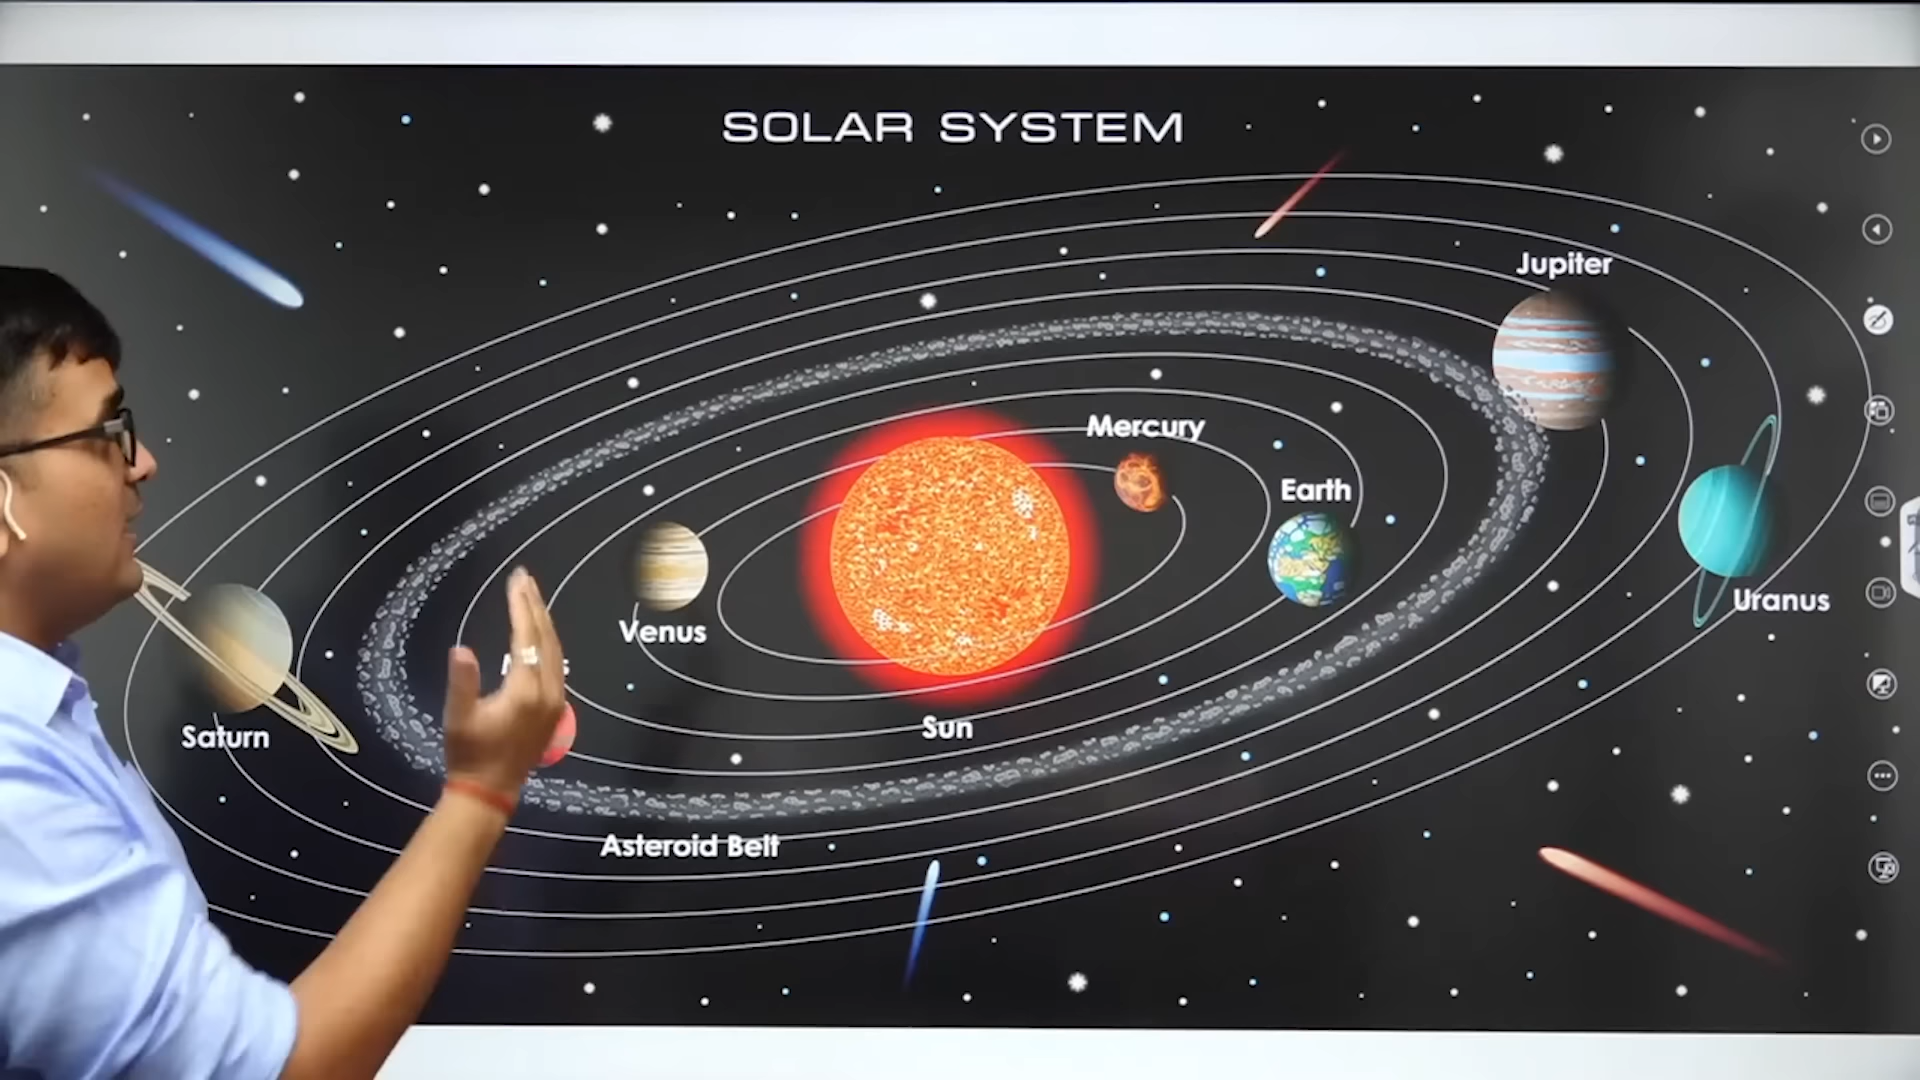 SOLAR SYSTEM
Jupiter
Mercury
Earth
Uranus
Venus
Sun
Saturn
Asteroid Belt